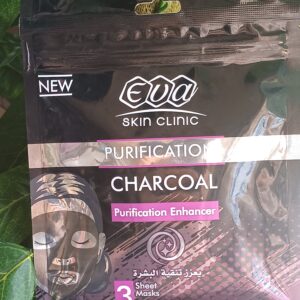 NEW
Eva
SKIN CLINIC
PURIFICATION
CHARCOAL
Purification Enhancer
يعزز تنقية البشرة
3 Sheet
Masks